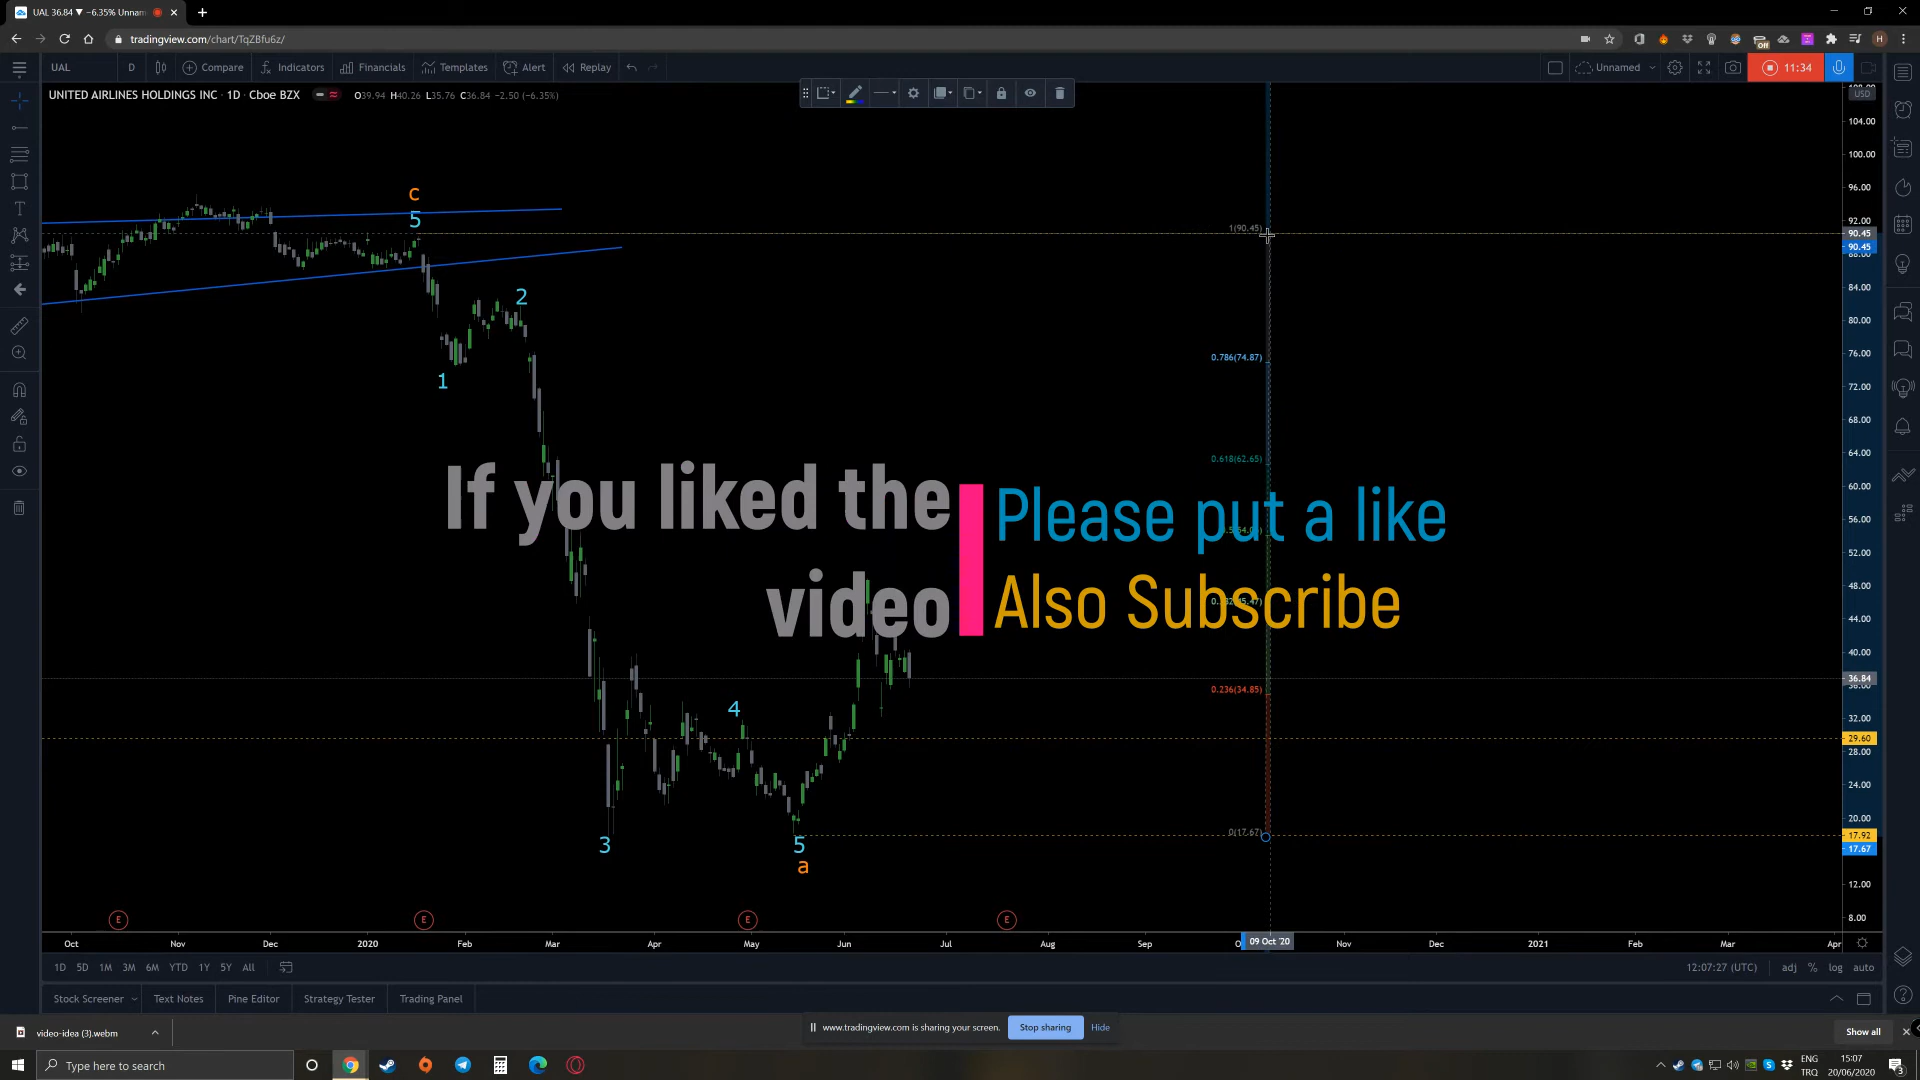 UAL 36.84 ▼ −6.35% Unnam
tradingview.com/chart/TqZBfu6z/
Off
H
UAL
D
Compare
Indicators
Financials
Templates
Alert
Replay
Unnamed
11:34
UNITED AIRLINES HOLDINGS INC · 1D · Cboe BZX
O39.94 H40.26 L35.76 C36.84 −2.50 (−6.35%)
USD
104.00
100.00
96.00
92.00
90.45
90.45
88.00
84.00
80.00
76.00
72.00
68.00
64.00
60.00
56.00
52.00
48.00
44.00
40.00
36.84
36.00
32.00
29.60
28.00
24.00
20.00
17.92
17.67
12.00
8.00
c
5
2
1
3
4
5
a
1(90.45)
0.786(74.87)
0.618(62.65)
0.236(34.85)
0(17.67)
If you liked the
video
Please put a like
Also Subscribe
E
E
E
E
Oct
Nov
Dec
2020
Feb
Mar
Apr
May
Jun
Jul
Aug
Sep
09 Oct '20
Nov
Dec
2021
Feb
Mar
Apr
1D
5D
1M
3M
6M
YTD
1Y
5Y
All
12:07:27 (UTC)
adj
%
log
auto
Stock Screener
Text Notes
Pine Editor
Strategy Tester
Trading Panel
video-idea (3).webm
www.tradingview.com is sharing your screen.
Stop sharing
Hide
Show all
Type here to search
ENG
TRQ
15:07
20/06/2020
3